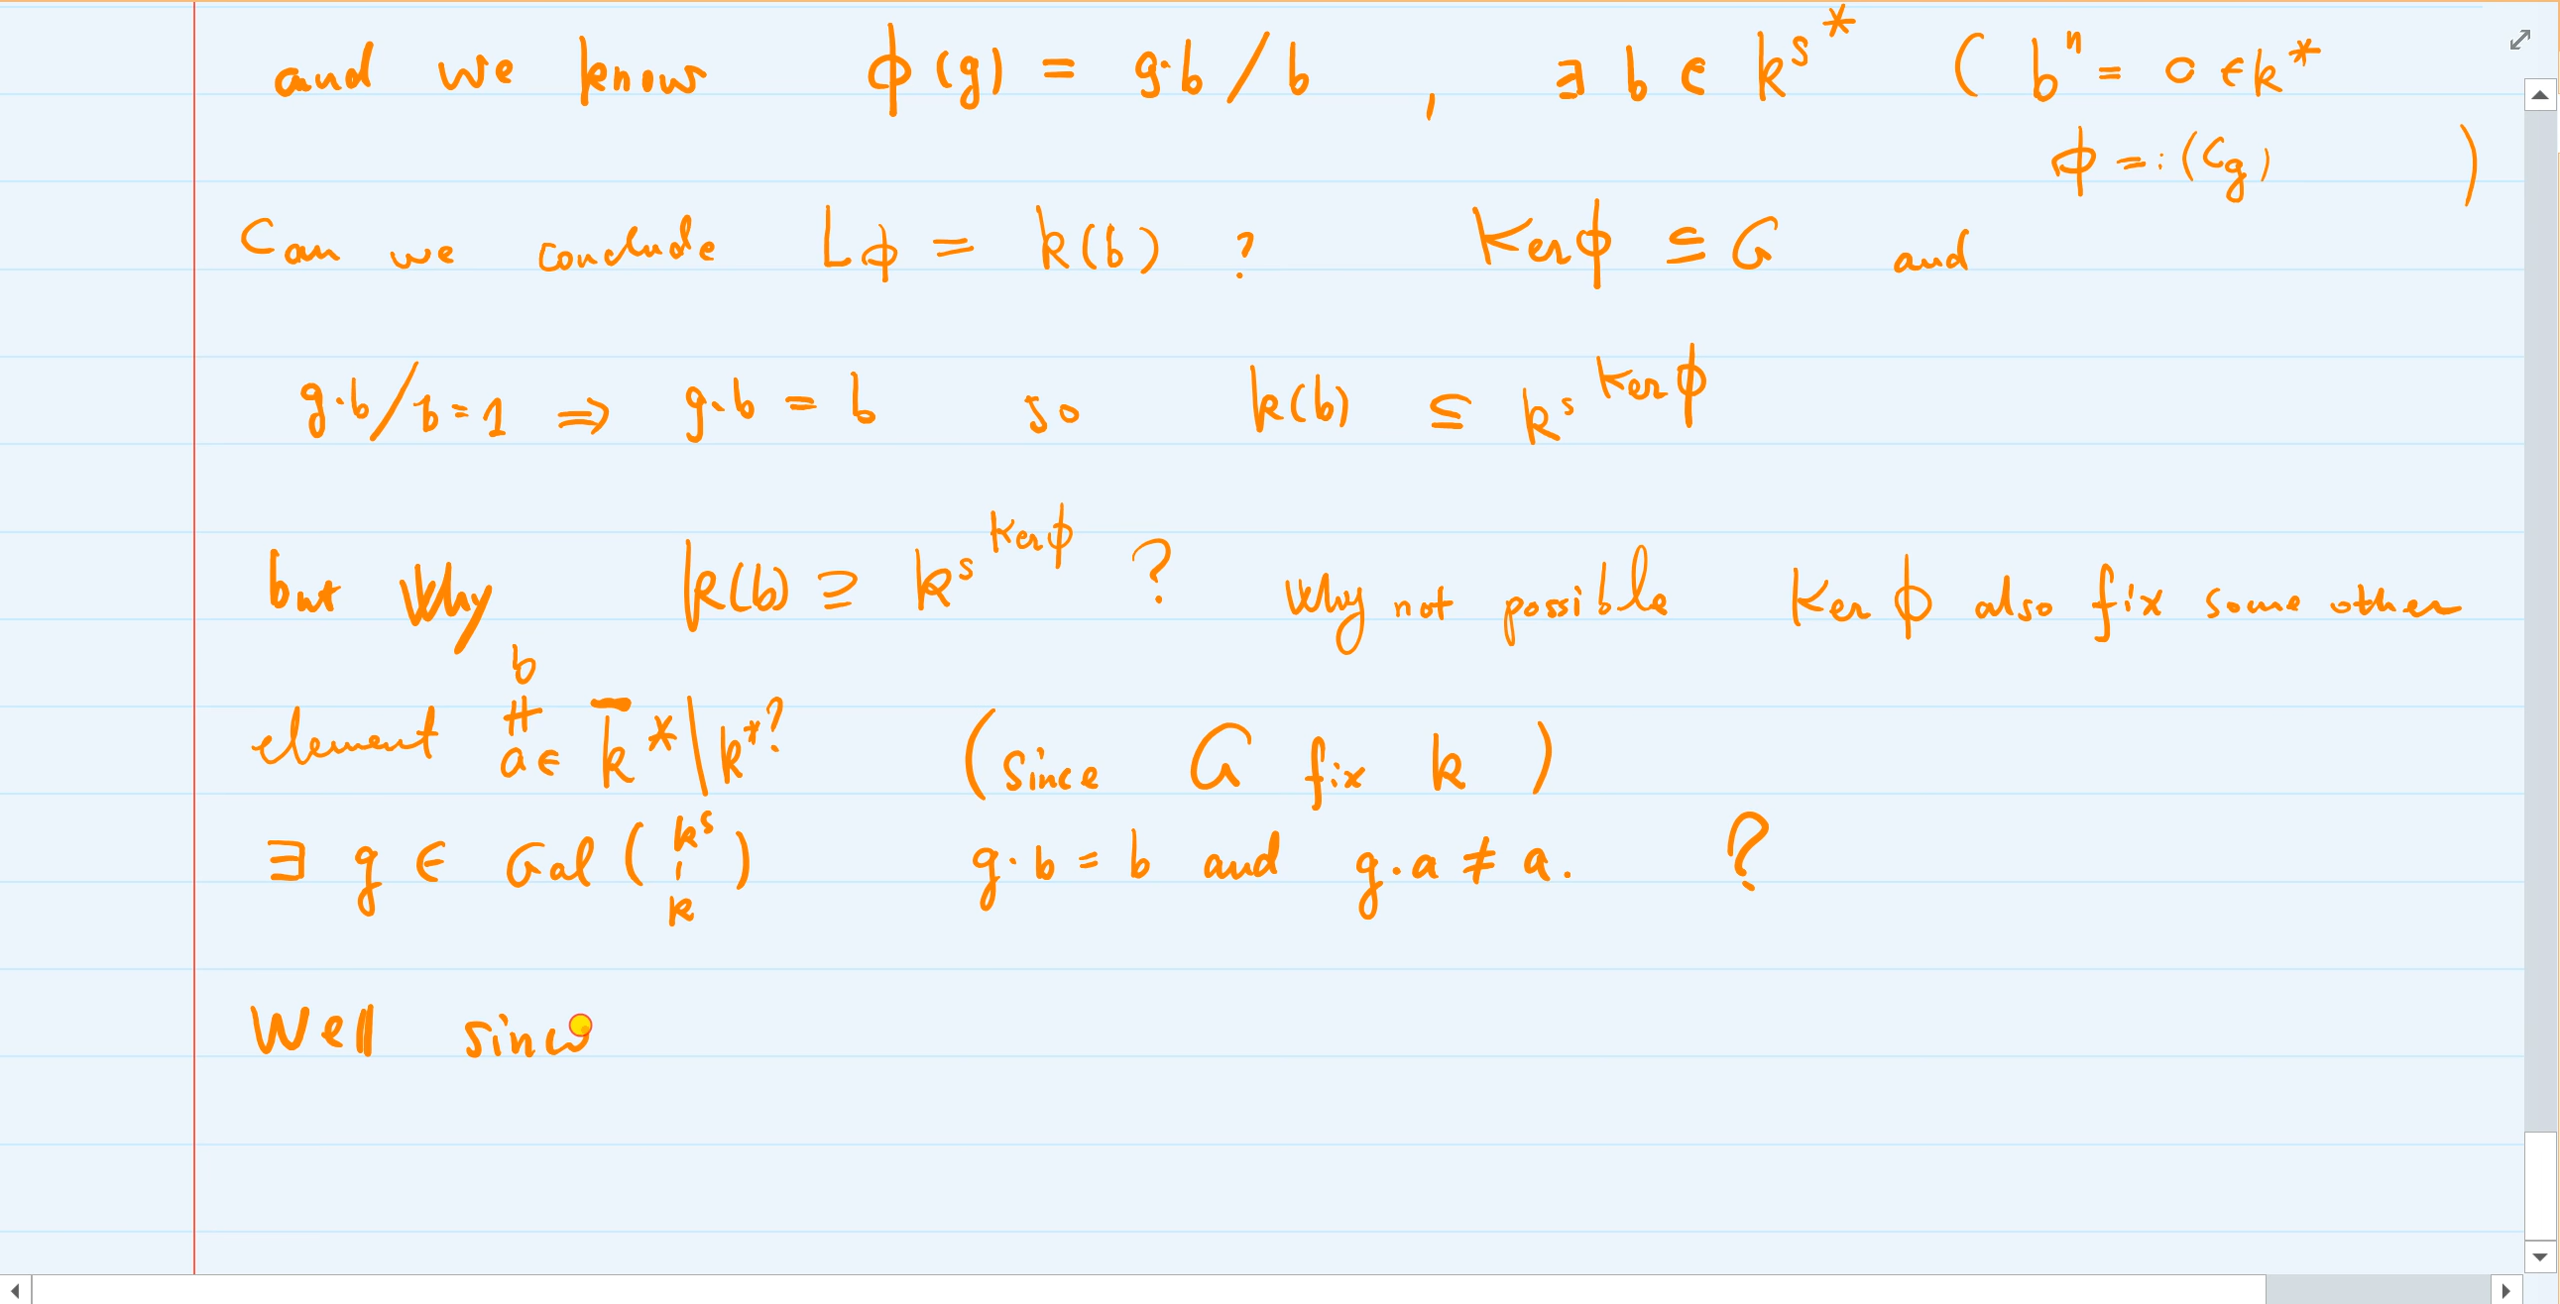 and we know ϕ(g) = g·b / b , ∃ b ∈ k^s* ( b^n = o ∈ k*
ϕ =: (c_g) )
Can we conclude L_ϕ = k(b) ? Ker ϕ ≤ G and
g·b/b = 1 ⇒ g·b = b so k(b) ⊆ k^s^Ker ϕ
but Why k(b) ⊇ k^s^Ker ϕ ? Why not possible Ker ϕ also fix some other
b
element a ≠ ∈ k̄* \ k* ? (since G fix k )
∃ g ∈ Gal ( k^s / k ) g·b = b and g·a ≠ a. ?
Well since